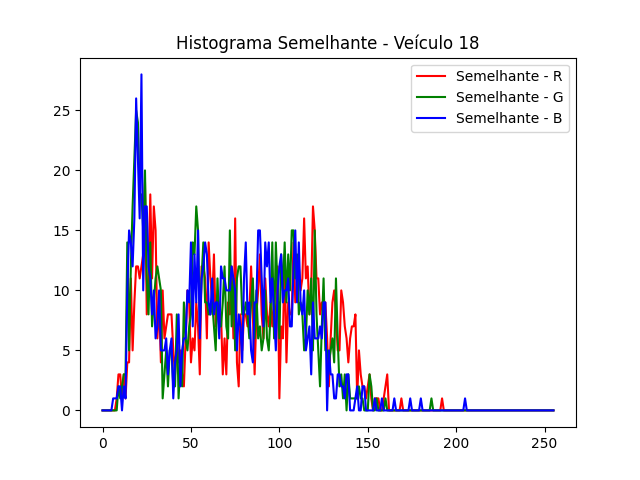 Histograma Semelhante - Veículo 18
Semelhante - R
Semelhante - G
Semelhante - B
25
20
15
10
5
0
0 50 100 150 200 250